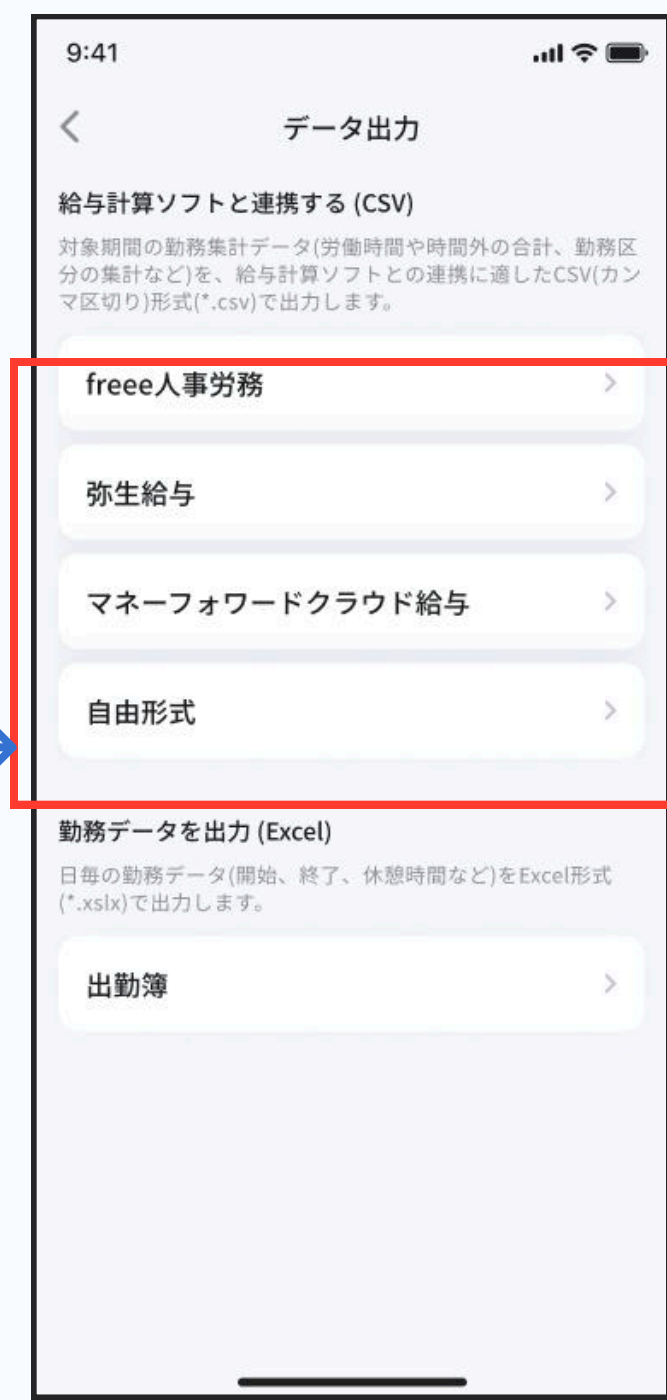 9:41
データ出力
給与計算ソフトと連携する (CSV)
対象期間の勤務集計データ(労働時間や時間外の合計、勤務区
分の集計など)を、給与計算ソフトとの連携に適したCSV(カン
マ区切り)形式(*.csv)で出力します。
freee人事労務
弥生給与
マネーフォワードクラウド給与
自由形式
勤務データを出力 (Excel)
日毎の勤務データ(開始、終了、休憩時間など)をExcel形式
(*.xslx)で出力します。
出勤簿